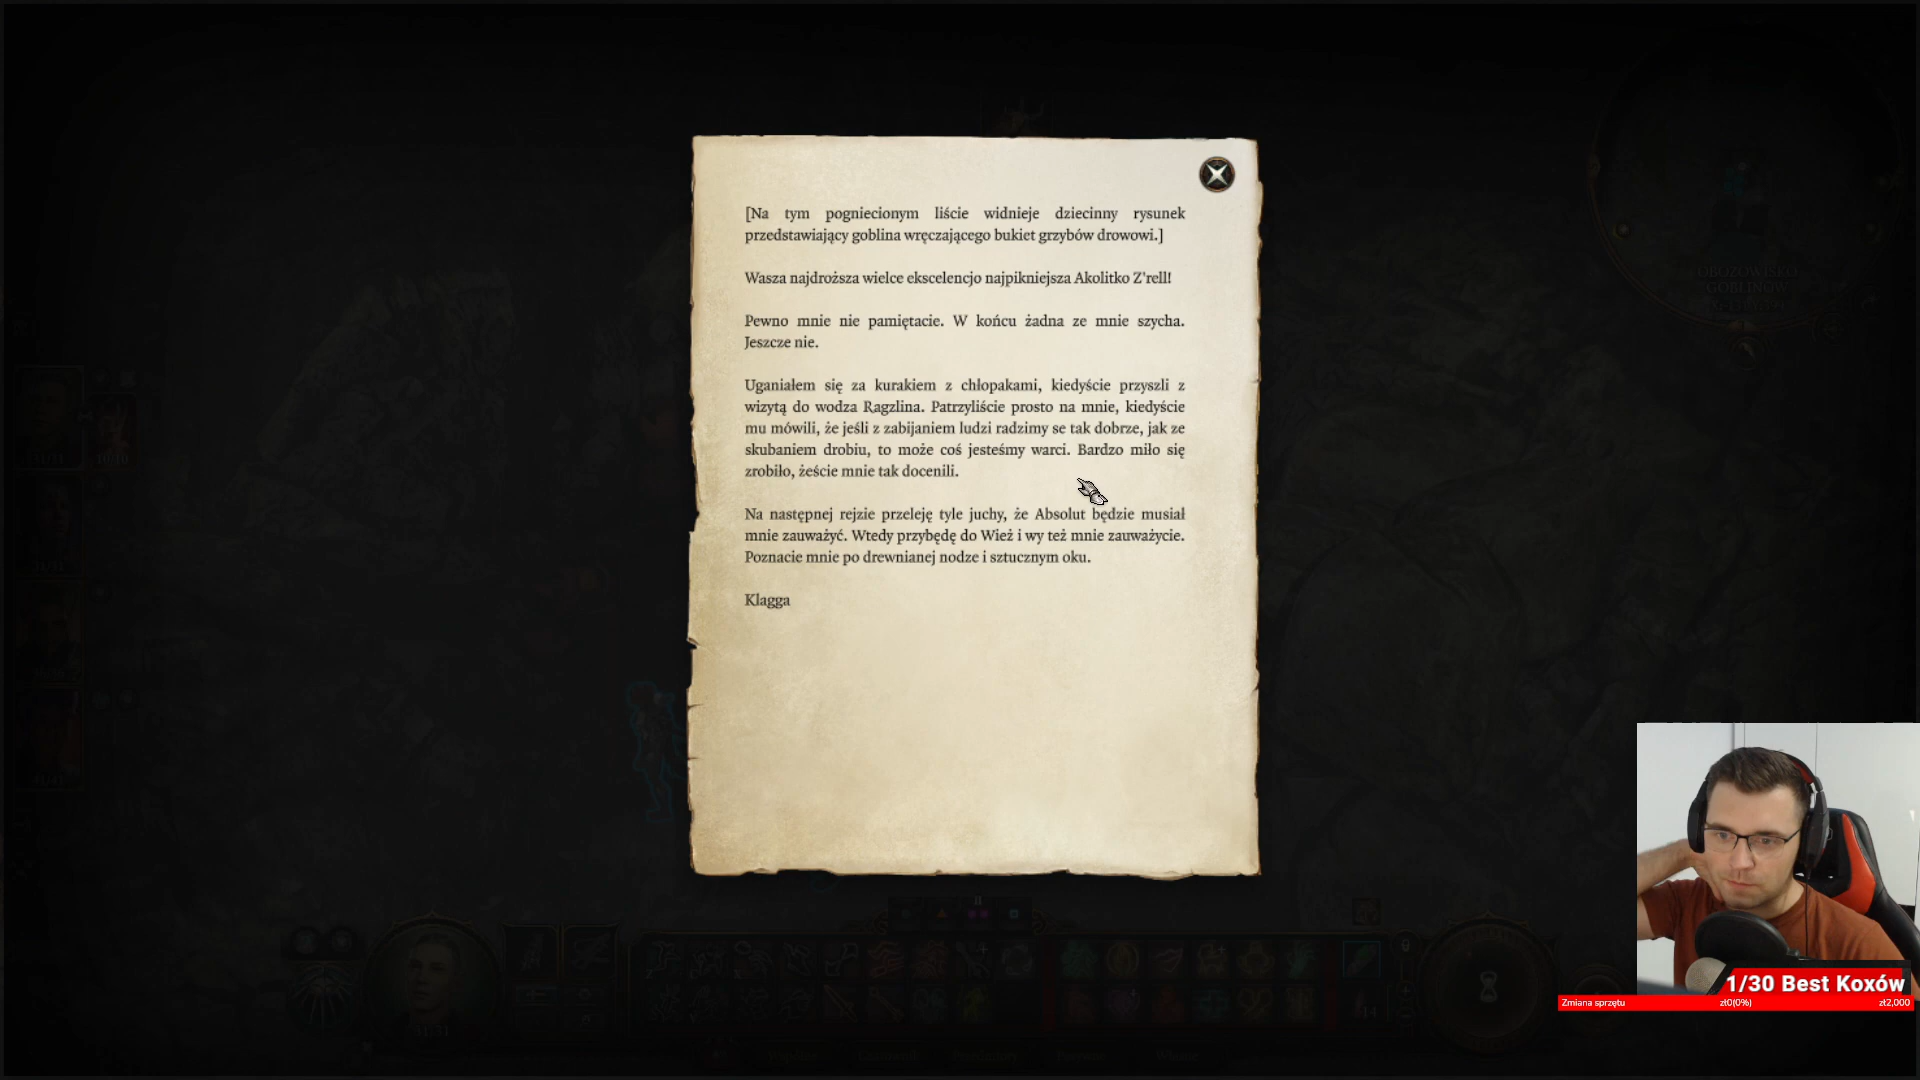 [Na tym pogniecionym liście widnieje dziecinny rysunek
przedstawiający goblina wręczającego bukiet grzybów drowowi.]
Wasza najdroższa wielce ekscelencjo najpikniejsza Akolitko Z'rell!
Pewno mnie nie pamiętacie. W końcu żadna ze mnie szycha.
Jeszcze nie.
Uganiałem się za kurakiem z chłopakami, kiedyście przyszli z
wizytą do wodza Ragzlina. Patrzyliście prosto na mnie, kiedyście
mu mówili, że jeśli z zabijaniem ludzi radzimy se tak dobrze, jak ze
skubaniem drobiu, to może coś jesteśmy warci. Bardzo miło się
zrobiło, żeście mnie tak docenili.
Na następnej rejzie przeleję tyle juchy, że Absolut będzie musiał
mnie zauważyć. Wtedy przybędę do Wież i wy też mnie zauważycie.
Poznacie mnie po drewnianej nodze i sztucznym oku.
Klagga
OBOZOWISKO
GOBLINÓW
1/30 Best Koxów
Zmiana sprzętu zł0(0%) zł2,000